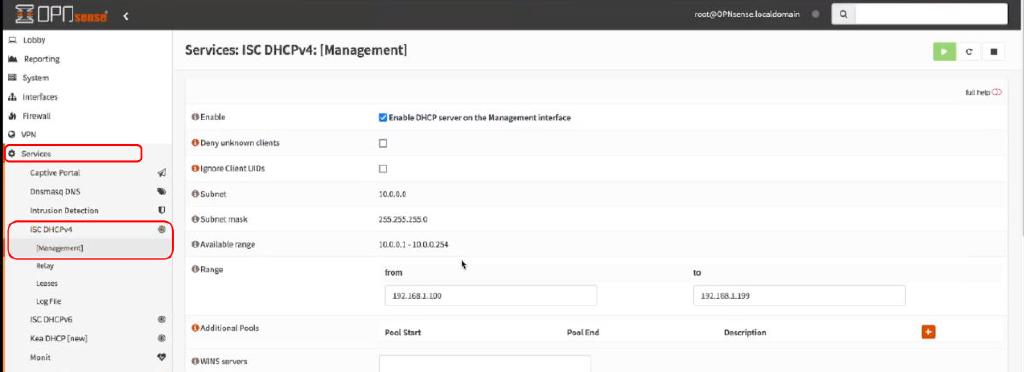 OPNsense
root@OPNsense.localdomain
Lobby
Reporting
System
Interfaces
Firewall
VPN
Services
Captive Portal
Dnsmasq DNS
Intrusion Detection
ISC DHCPv4
[Management]
Relay
Leases
Log File
ISC DHCPv6
Kea DHCP [new]
Monit
Services: ISC DHCPv4: [Management]
full help
Enable
Enable DHCP server on the Management interface
Deny unknown clients
Ignore Client UIDs
Subnet
10.0.0.0
Subnet mask
255.255.255.0
Available range
10.0.0.1 - 10.0.0.254
Range
from to
192.168.1.100 192.168.1.199
Additional Pools
Pool Start Pool End Description
WINS servers